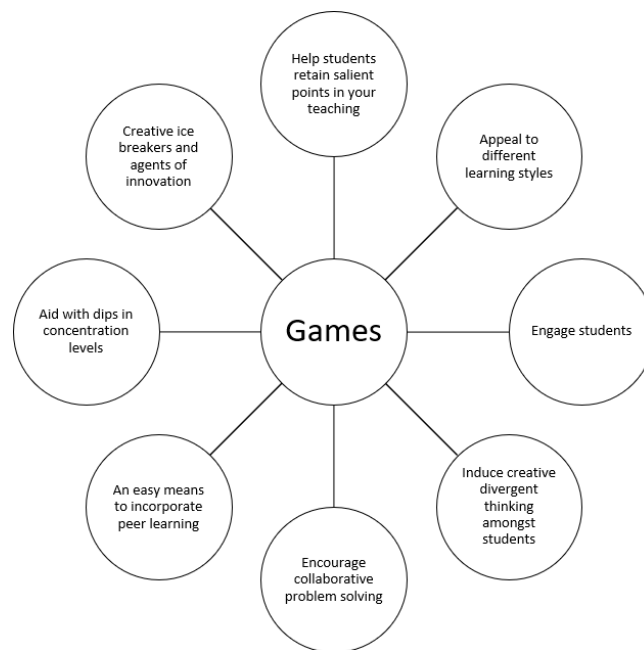 Help students
retain salient
points in your
teaching
Appeal to
different
learning styles
Engage students
Induce creative
divergent
thinking
amongst
students
Encourage
collaborative
problem solving
An easy means
to incorporate
peer learning
Aid with dips in
concentration
levels
Creative ice
breakers and
agents of
innovation
Games